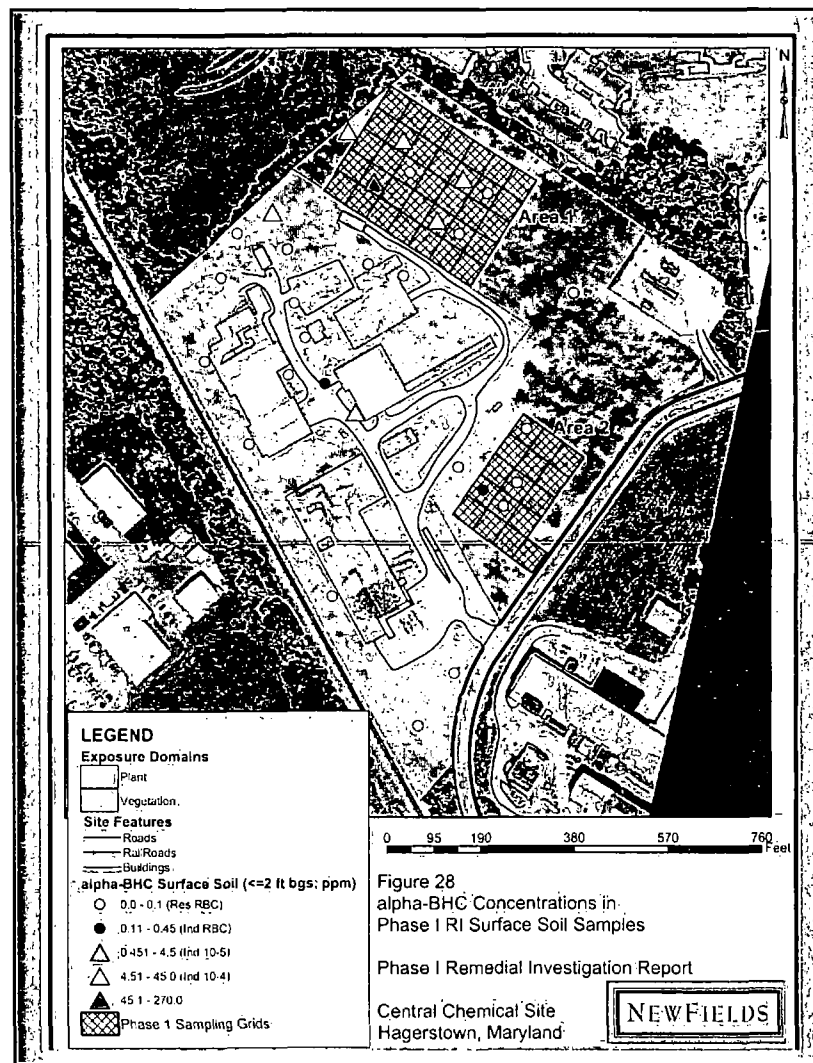 N
Area 1
Area 2
LEGEND
Exposure Domains
Plant
Vegetation
Site Features
Roads
RailRoads
Buildings
alpha-BHC Surface Soil (<=2 ft bgs; ppm)
0.0 - 0.1 (Res RBC)
0.11 - 0.45 (Ind RBC)
0.451 - 4.5 (Ind 10-5)
4.51 - 45.0 (Ind 10-4)
45.1 - 270.0
Phase 1 Sampling Grids
0 95 190 380 570 760
Feet
Figure 28
alpha-BHC Concentrations in
Phase I RI Surface Soil Samples
Phase I Remedial Investigation Report
Central Chemical Site
Hagerstown, Maryland
NEWFIELDS